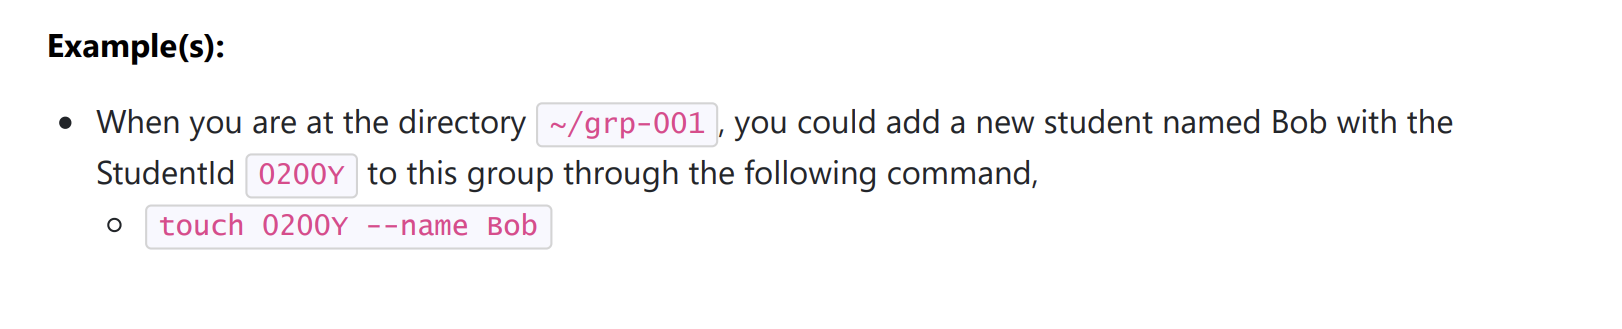 Example(s):
When you are at the directory ~/grp-001, you could add a new student named Bob with the
StudentId 0200Y to this group through the following command,
touch 0200Y --name Bob